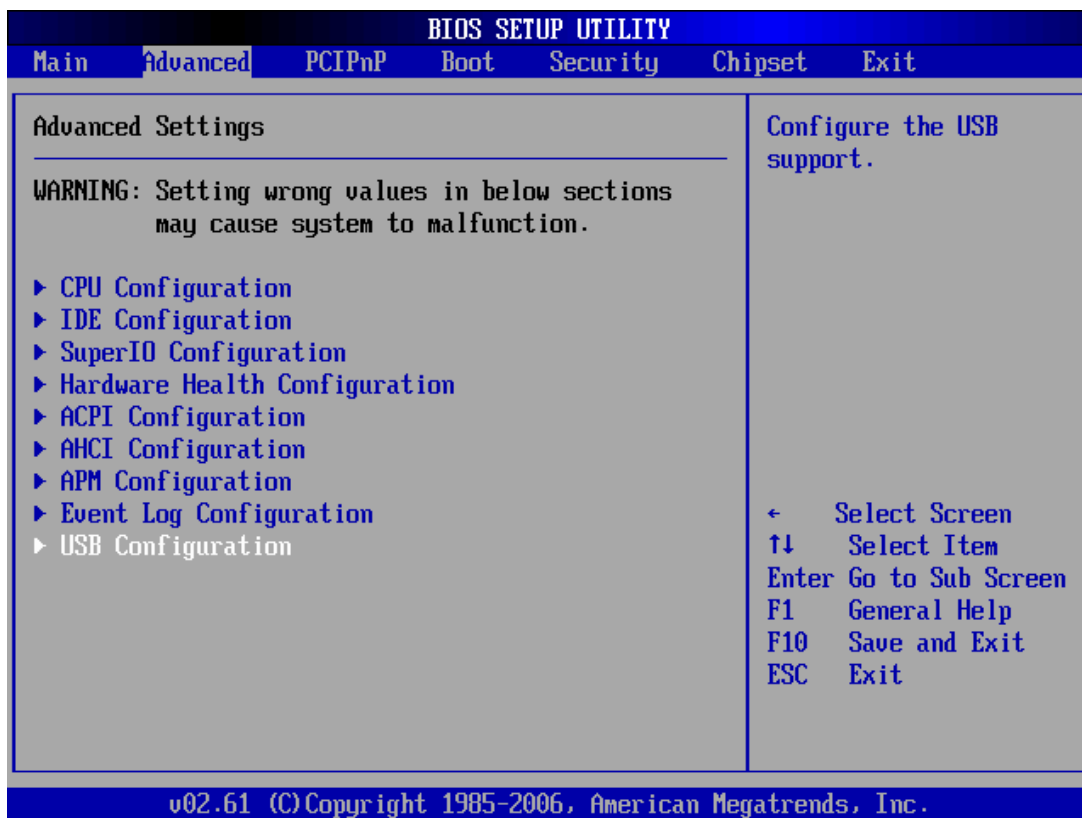 BIOS SETUP UTILITY
Main Advanced PCIPnP Boot Security Chipset Exit
Advanced Settings
WARNING: Setting wrong values in below sections
may cause system to malfunction.
▶ CPU Configuration
▶ IDE Configuration
▶ SuperIO Configuration
▶ Hardware Health Configuration
▶ ACPI Configuration
▶ AHCI Configuration
▶ APM Configuration
▶ Event Log Configuration
▶ USB Configuration
Configure the USB
support.
← Select Screen
↑↓ Select Item
Enter Go to Sub Screen
F1 General Help
F10 Save and Exit
ESC Exit
v02.61 (C)Copyright 1985-2006, American Megatrends, Inc.